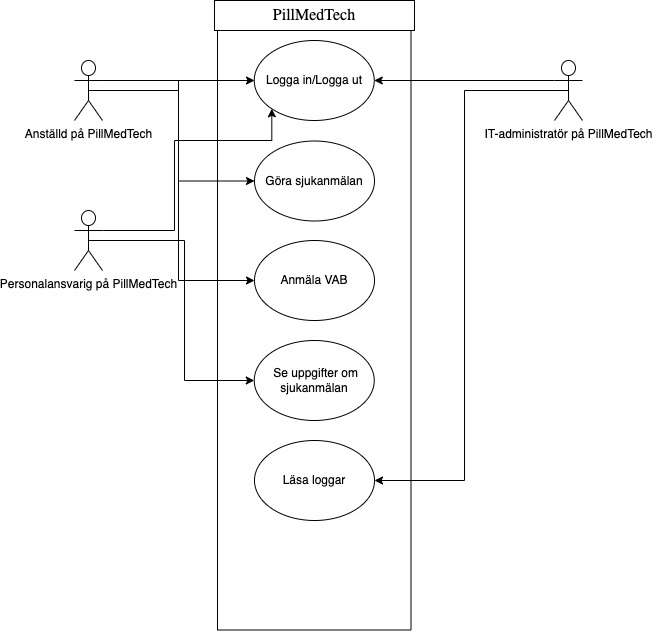 PillMedTech
Logga in/Logga ut
Anställd på PillMedTech
IT-administratör på PillMedTech
Göra sjukanmälan
Personalansvarig på PillMedTech
Anmäla VAB
Se uppgifter om
sjukanmälan
Läsa loggar